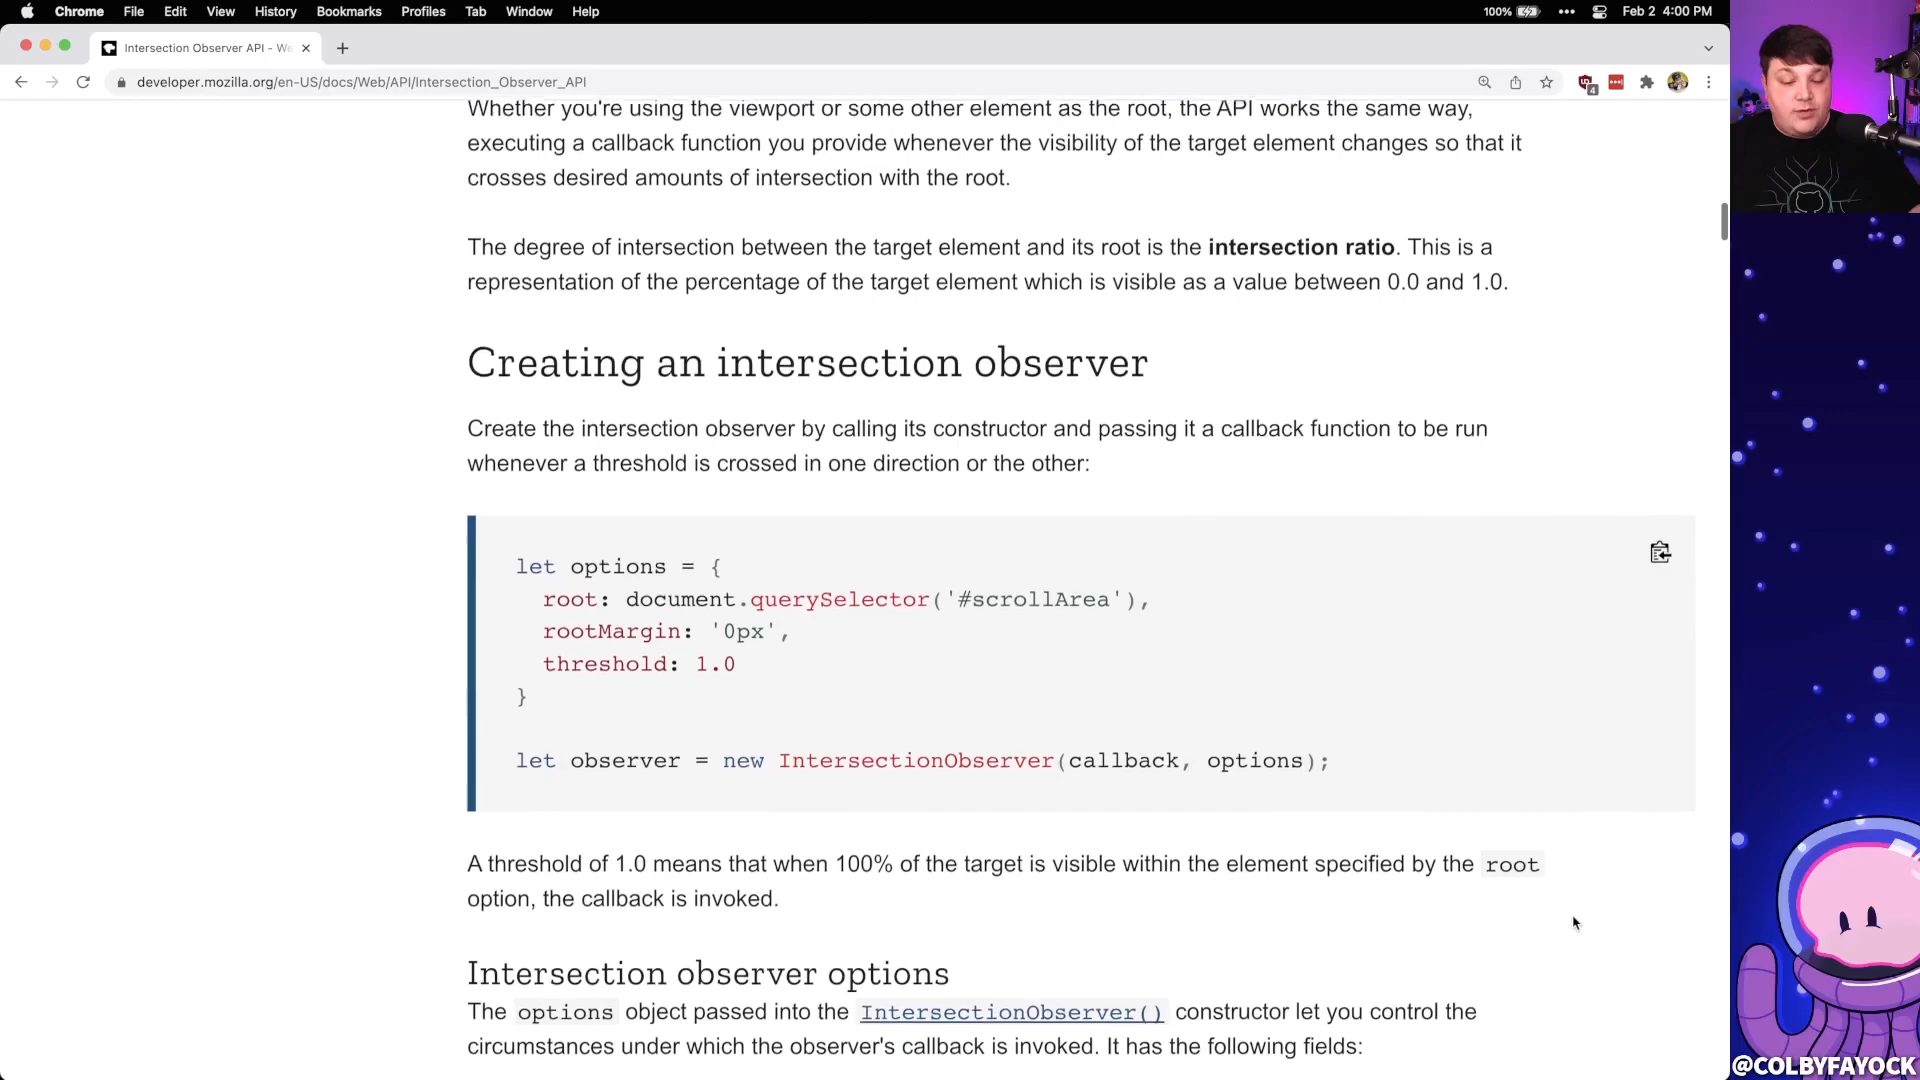 Chrome File Edit View History Bookmarks Profiles Tab Window Help 100% Feb 2 4:00 PM
Intersection Observer API - We
developer.mozilla.org/en-US/docs/Web/API/Intersection_Observer_API
4
Whether you're using the viewport or some other element as the root, the API works the same way,
executing a callback function you provide whenever the visibility of the target element changes so that it
crosses desired amounts of intersection with the root.
The degree of intersection between the target element and its root is the intersection ratio. This is a
representation of the percentage of the target element which is visible as a value between 0.0 and 1.0.
Creating an intersection observer
Create the intersection observer by calling its constructor and passing it a callback function to be run
whenever a threshold is crossed in one direction or the other:
let options = {
root: document.querySelector('#scrollArea'),
rootMargin: '0px',
threshold: 1.0
}
let observer = new IntersectionObserver(callback, options);
A threshold of 1.0 means that when 100% of the target is visible within the element specified by the root
option, the callback is invoked.
Intersection observer options
The options object passed into the IntersectionObserver() constructor let you control the
circumstances under which the observer's callback is invoked. It has the following fields:
@COLBYFAYOCK